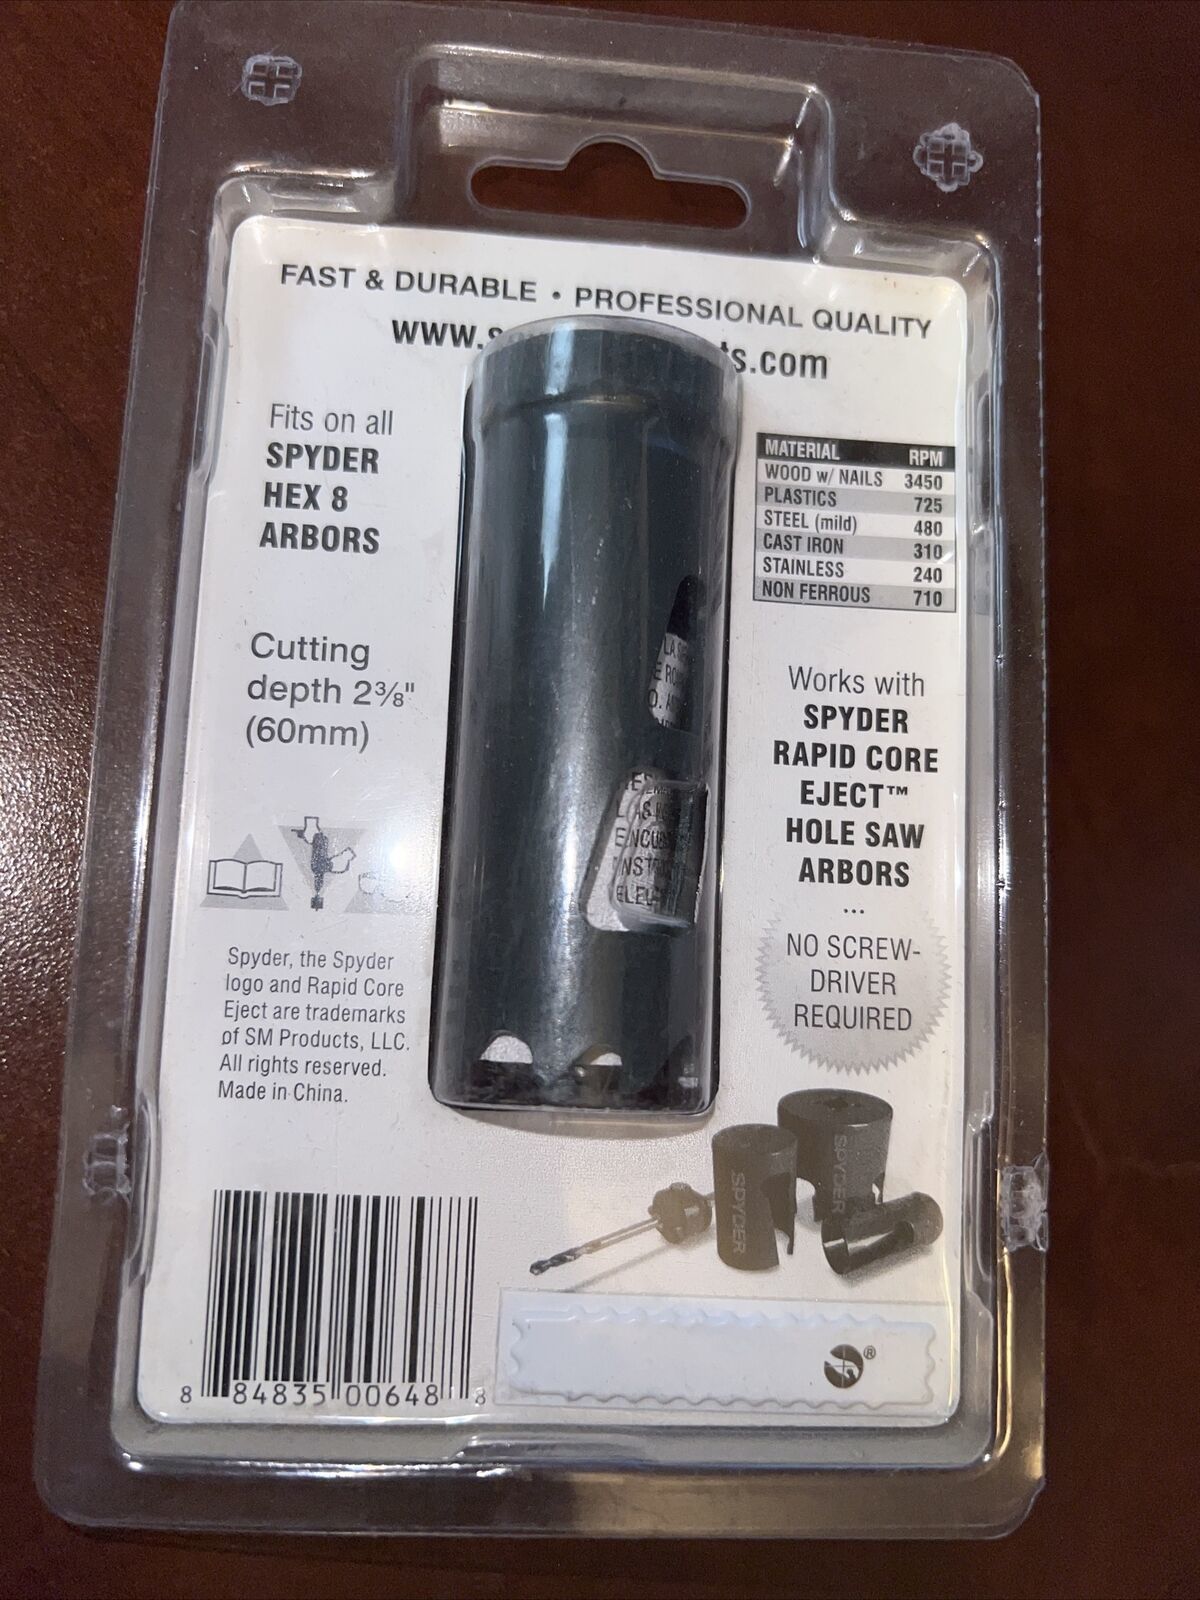 FAST & DURABLE • PROFESSIONAL QUALITY
www.s ts.com
Fits on all
SPYDER
HEX 8
ARBORS
Cutting
depth 2⅜"
(60mm)
Spyder, the Spyder
logo and Rapid Core
Eject are trademarks
of SM Products, LLC.
All rights reserved.
Made in China.
MATERIAL RPM
WOOD w/ NAILS 3450
PLASTICS 725
STEEL (mild) 480
CAST IRON 310
STAINLESS 240
NON FERROUS 710
Works with
SPYDER
RAPID CORE
EJECT™
HOLE SAW
ARBORS
...
NO SCREW-
DRIVER
REQUIRED
SPYDER
SPYDER
8 84835 00648 8
®